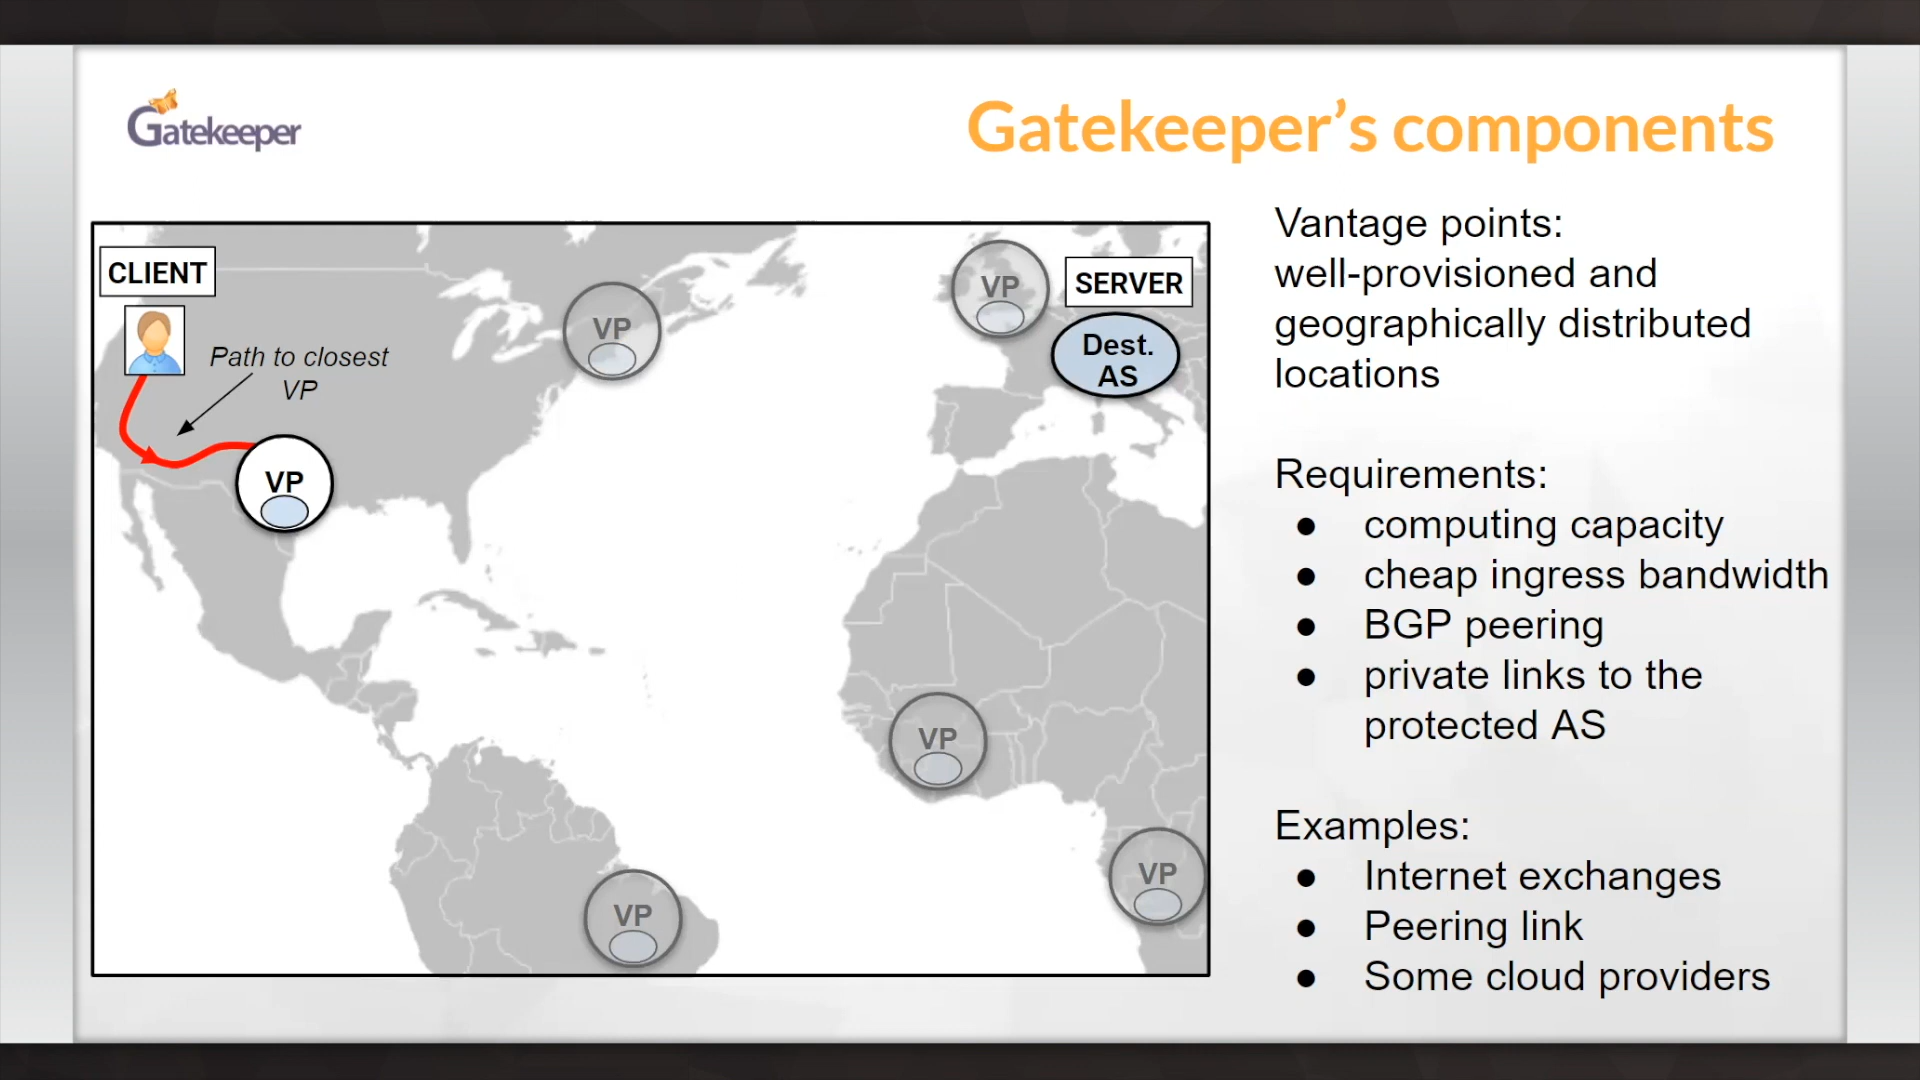 Gatekeeper
Gatekeeper's components
CLIENT
Path to closest
VP
VP
VP
VP
SERVER
Dest.
AS
VP
VP
VP
Vantage points:
well-provisioned and
geographically distributed
locations
Requirements:
● computing capacity
● cheap ingress bandwidth
● BGP peering
● private links to the
protected AS
Examples:
● Internet exchanges
● Peering link
● Some cloud providers